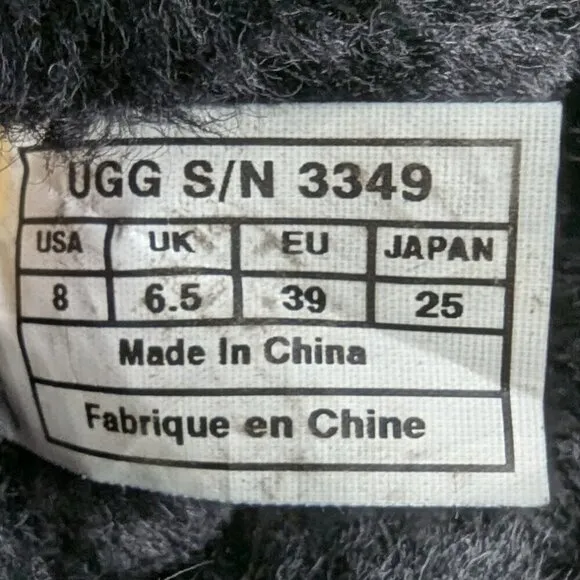 UGG S/N 3349
USA UK EU JAPAN
8 6.5 39 25
Made In China
Fabrique en Chine